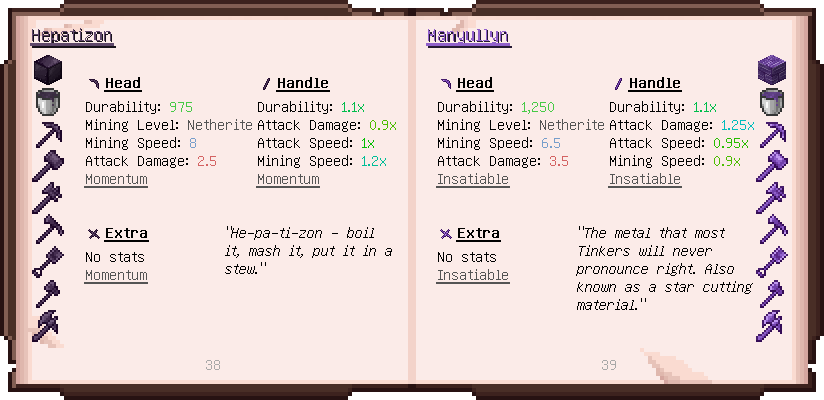 Hepatizon
Head
Durability: 975
Mining Level: Netherite
Mining Speed: 8
Attack Damage: 2.5
Momentum
Handle
Durability: 1.1x
Attack Damage: 0.9x
Attack Speed: 1x
Mining Speed: 1.2x
Momentum
Extra
No stats
Momentum
"He-pa-ti-zon - boil
it, mash it, put it in a
stew."
38
Manyullyn
Head
Durability: 1,250
Mining Level: Netherite
Mining Speed: 6.5
Attack Damage: 3.5
Insatiable
Handle
Durability: 1.1x
Attack Damage: 1.25x
Attack Speed: 0.95x
Mining Speed: 0.9x
Insatiable
Extra
No stats
Insatiable
"The metal that most
Tinkers will never
pronounce right. Also
known as a star cutting
material."
39